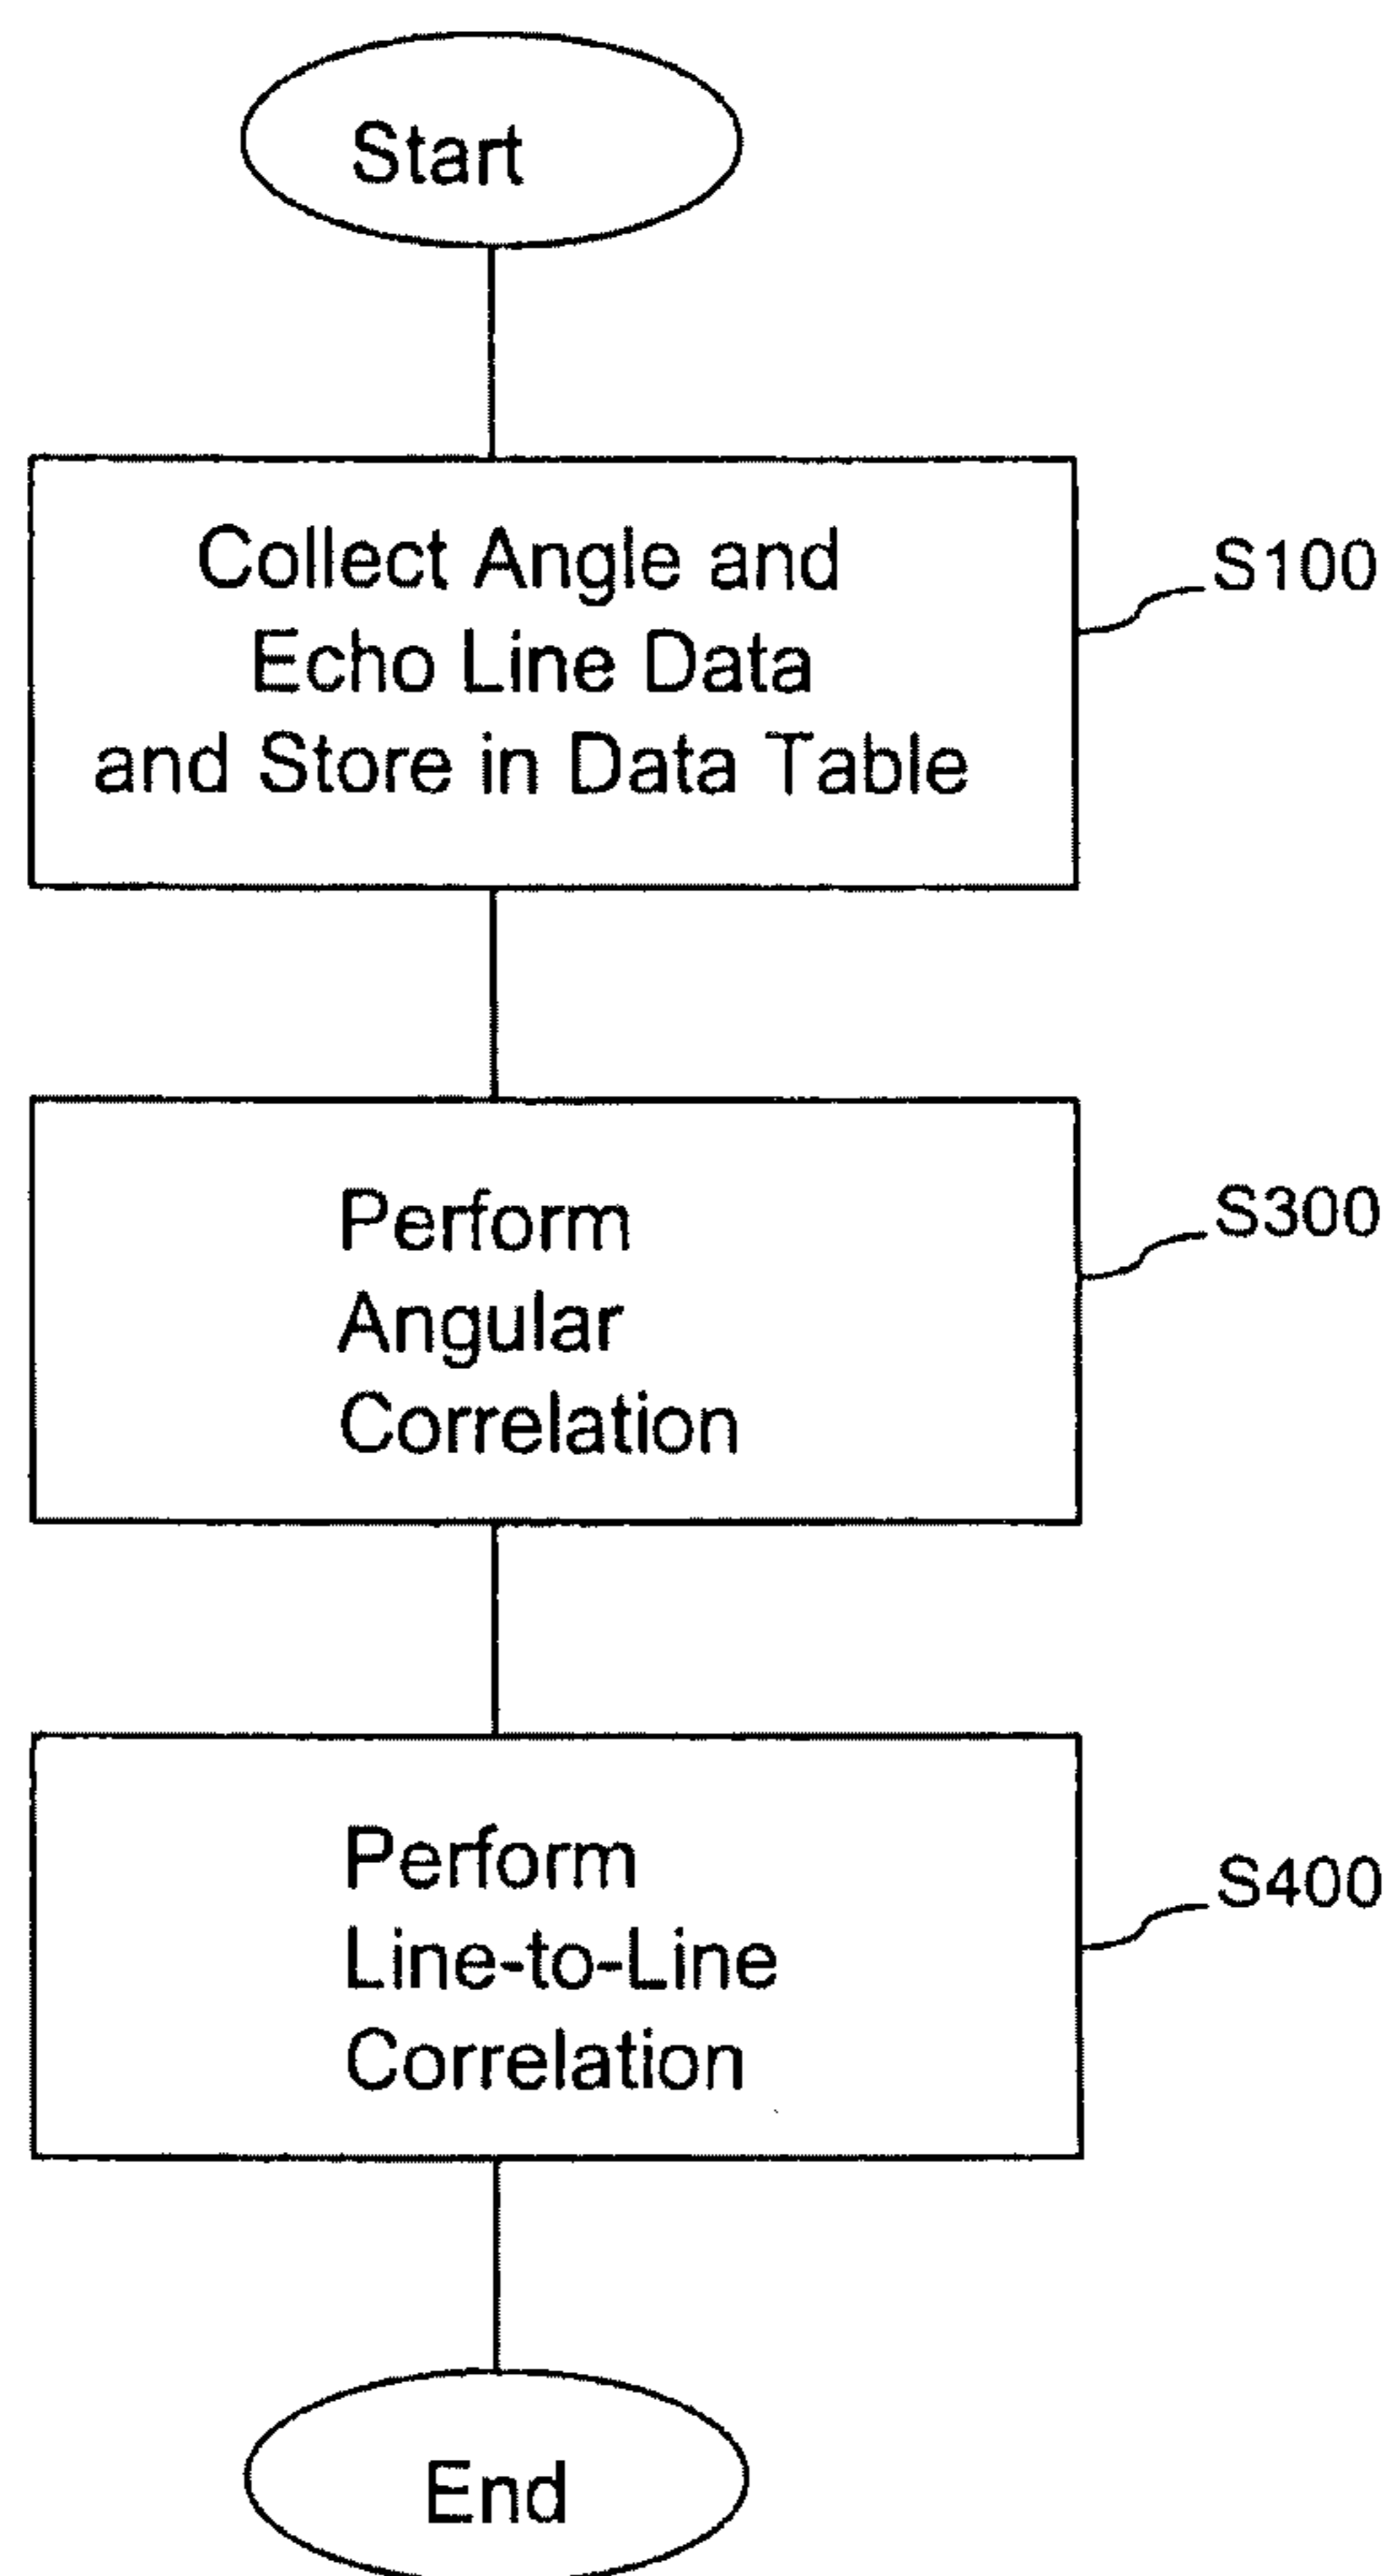 Start
Collect Angle and
Echo Line Data
and Store in Data Table
S100
Perform
Angular
Correlation
S300
Perform
Line-to-Line
Correlation
S400
End